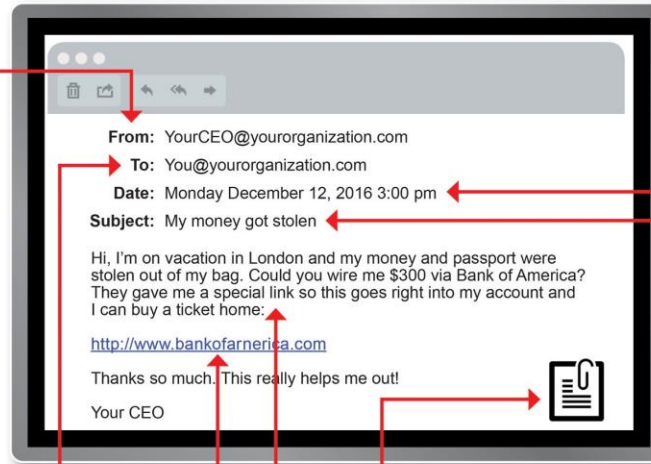 From: YourCEO@yourorganization.com
To: You@yourorganization.com
Date: Monday December 12, 2016 3:00 pm
Subject: My money got stolen
Hi, I'm on vacation in London and my money and passport were
stolen out of my bag. Could you wire me $300 via Bank of America?
They gave me a special link so this goes right into my account and
I can buy a ticket home:
http://www.bankofarnerica.com
Thanks so much. This really helps me out!
Your CEO